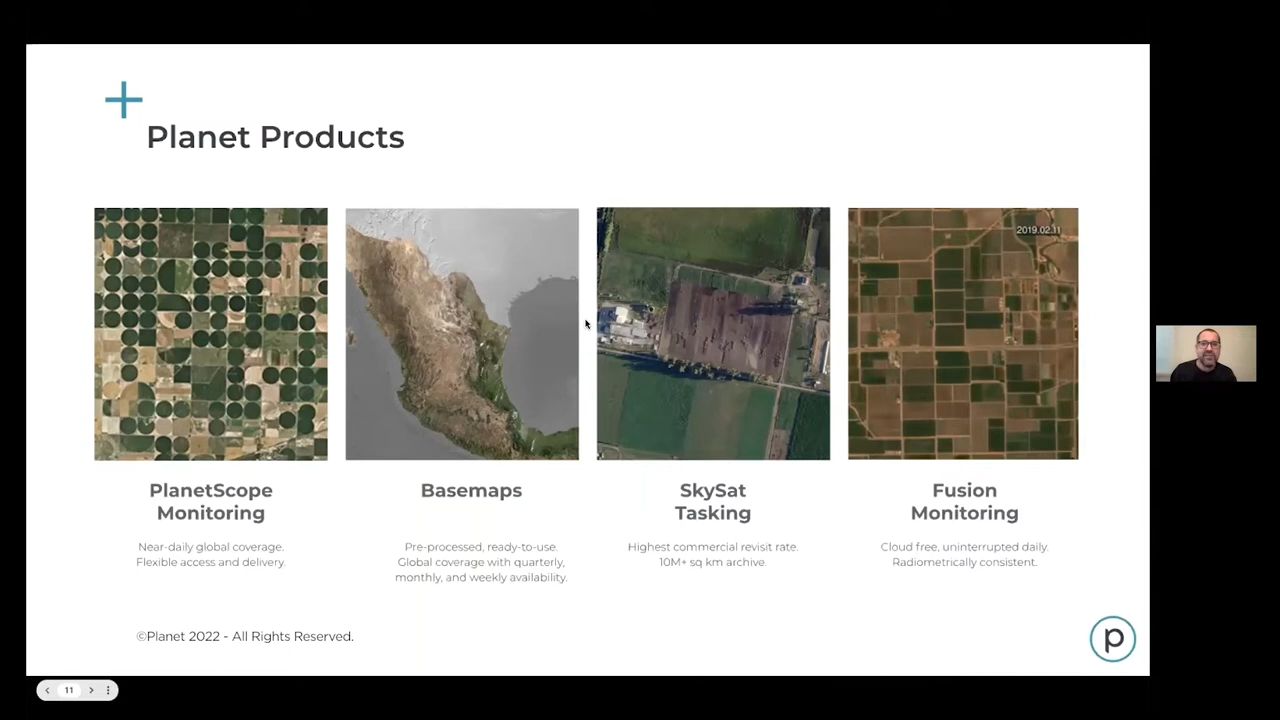 Planet Products
2019.02.11
PlanetScope
Monitoring
Near-daily global coverage.
Flexible access and delivery.
Basemaps
Pre-processed, ready-to-use.
Global coverage with quarterly,
monthly, and weekly availability.
SkySat
Tasking
Highest commercial revisit rate.
10M+ sq km archive.
Fusion
Monitoring
Cloud free, uninterrupted daily.
Radiometrically consistent.
©Planet 2022 - All Rights Reserved.
p
11